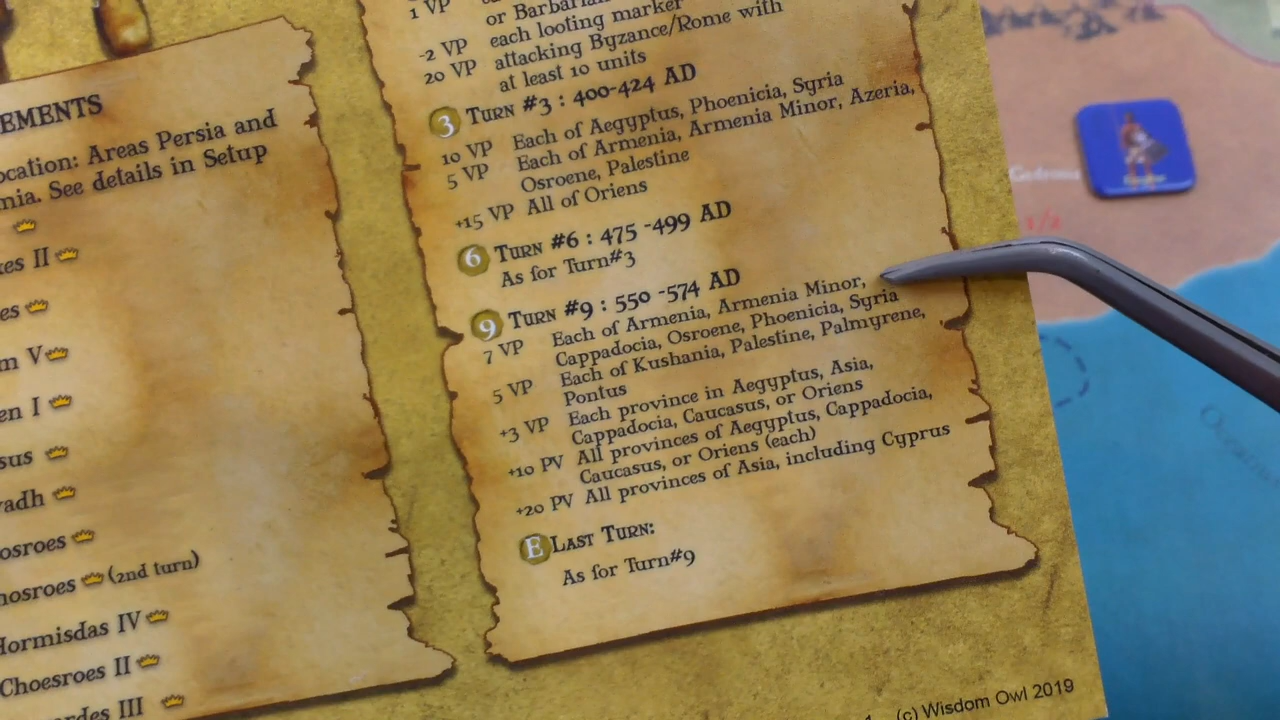 EMENTS
ocation: Areas Persia and
nia. See details in Setup
es II
es
m V
en I
sus
adh
osroes
osroes (2nd turn)
Hormisdas IV
Choesroes II
rdes III
1 VP
or Barbarian
-2 VP each looting marker
20 VP attacking Byzance/Rome with
at least 10 units
3 TURN #3 : 400-424 AD
10 VP Each of Aegyptus, Phoenicia, Syria
5 VP Each of Armenia, Armenia Minor, Azeria,
Osroene, Palestine
+15 VP All of Oriens
6 TURN #6 : 475 -499 AD
As for Turn#3
9 TURN #9 : 550 -574 AD
7 VP Each of Armenia, Armenia Minor,
Cappadocia, Osroene, Phoenicia, Syria
5 VP Each of Kushania, Palestine, Palmyrene,
Pontus
+3 VP Each province in Aegyptus, Asia,
Cappadocia, Caucasus, or Oriens
+10 PV All provinces of Aegyptus, Cappadocia,
Caucasus, or Oriens (each)
+20 PV All provinces of Asia, including Cyprus
E LAST TURN:
As for Turn#9
(c) Wisdom Owl 2019
Gedrosia
1/2